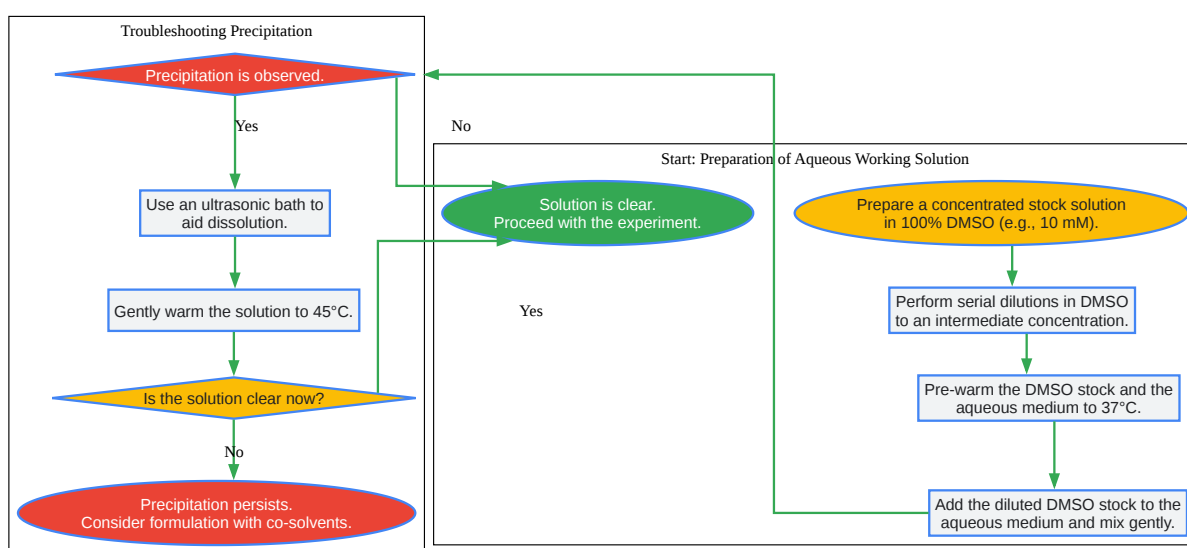 Troubleshooting Precipitation
Precipitation is observed.
Yes
No
Use an ultrasonic bath to
aid dissolution.
Gently warm the solution to 45°C.
Is the solution clear now?
Yes
No
Precipitation persists.
Consider formulation with co-solvents.
Start: Preparation of Aqueous Working Solution
Solution is clear.
Proceed with the experiment.
Prepare a concentrated stock solution
in 100% DMSO (e.g., 10 mM).
Perform serial dilutions in DMSO
to an intermediate concentration.
Pre-warm the DMSO stock and the
aqueous medium to 37°C.
Add the diluted DMSO stock to the
aqueous medium and mix gently.